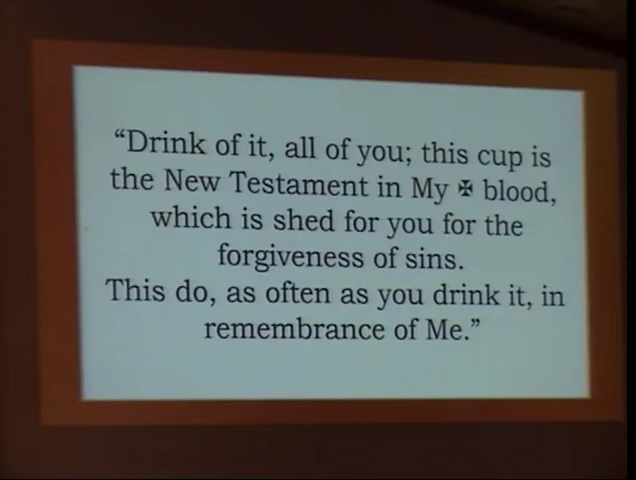 “Drink of it, all of you; this cup is
the New Testament in My ✠ blood,
which is shed for you for the
forgiveness of sins.
This do, as often as you drink it, in
remembrance of Me.”